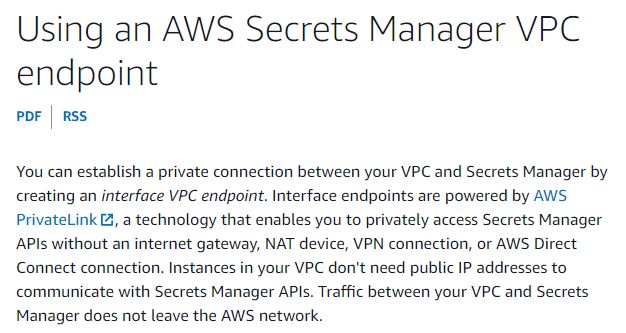 Using an AWS Secrets Manager VPC
endpoint
PDF
RSS
You can establish a private connection between your VPC and Secrets Manager by
creating an interface VPC endpoint. Interface endpoints are powered by AWS
PrivateLink, a technology that enables you to privately access Secrets Manager
APIs without an internet gateway, NAT device, VPN connection, or AWS Direct
Connect connection. Instances in your VPC don't need public IP addresses to
communicate with Secrets Manager APIs. Traffic between your VPC and Secrets
Manager does not leave the AWS network.